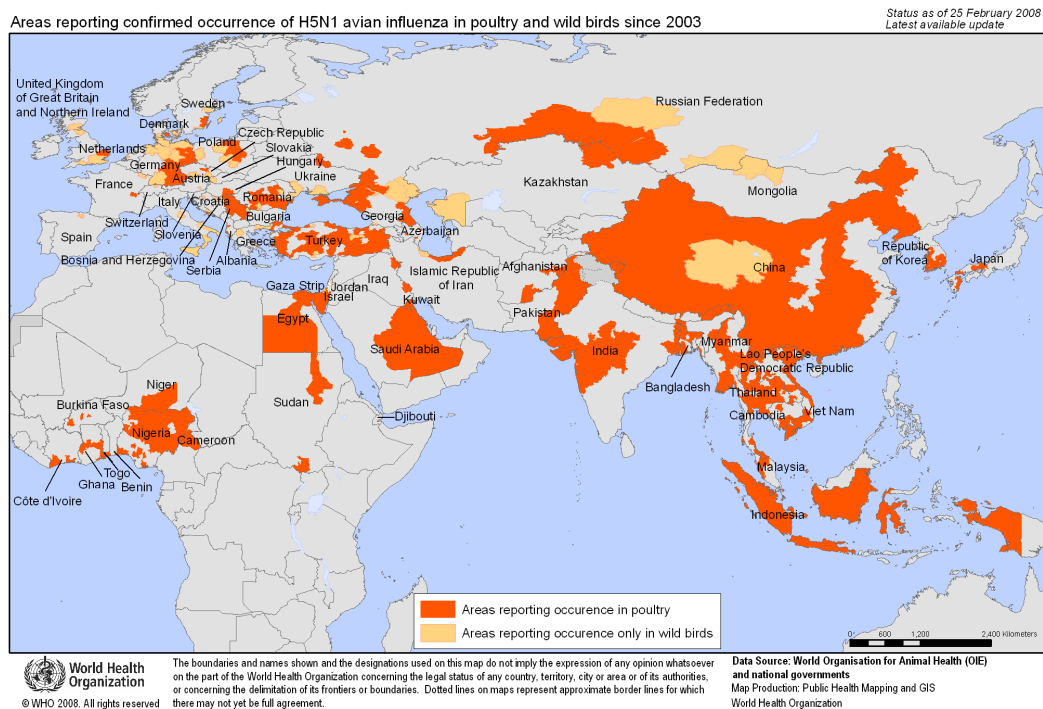 Areas reporting confirmed occurrence of H5N1 avian influenza in poultry and wild birds since 2003
Status as of 25 February 2008
Latest available update
United Kingdom
of Great Britain
and Northern Ireland
Sweden
Russian Federation
Denmark
Czech Republic
Poland
Slovakia
Netherlands
Hungary
Germany
Ukraine
Austria
France
Kazakhstan
Mongolia
Italy
Croatia
Romania
Switzerland
Bulgaria
Georgia
Slovenia
Azerbaijan
Spain
Greece
Turkey
Republic
of Korea
Japan
Bosnia and Herzegovina
Albania
Serbia
Islamic Republic
of Iran
Afghanistan
China
Iraq
Gaza Strip
Jordan
Israel
Kuwait
Egypt
Pakistan
Saudi Arabia
India
Myanmar
Lao People's
Democratic Republic
Bangladesh
Niger
Thailand
Burkina Faso
Sudan
Djibouti
Cambodia
Viet Nam
Nigeria
Cameroon
Malaysia
Togo
Ghana
Benin
Côte d'Ivoire
Indonesia
Areas reporting occurence in poultry
Areas reporting occurence only in wild birds
0 600 1,200 2,400 Kilometers
World Health
Organization
© WHO 2008. All rights reserved
The boundaries and names shown and the designations used on this map do not imply the expression of any opinion whatsoever
on the part of the World Health Organization concerning the legal status of any country, territory, city or area or of its authorities,
or concerning the delimitation of its frontiers or boundaries. Dotted lines on maps represent approximate border lines for which
there may not yet be full agreement.
Data Source: World Organisation for Animal Health (OIE)
and national governments
Map Production: Public Health Mapping and GIS
World Health Organization